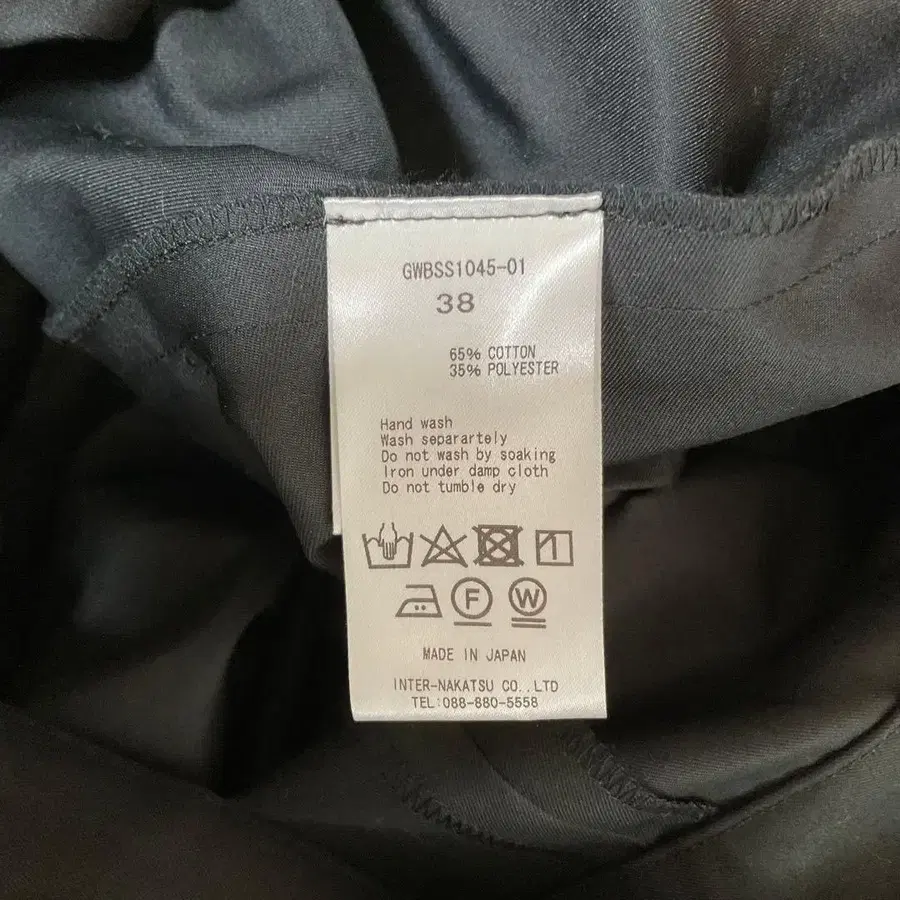 GWBSS1045-01
38
65% COTTON
35% POLYESTER
Hand wash
Wash separartely
Do not wash by soaking
Iron under damp cloth
Do not tumble dry
F W
MADE IN JAPAN
INTER-NAKATSU CO.,LTD
TEL:088-880-5558